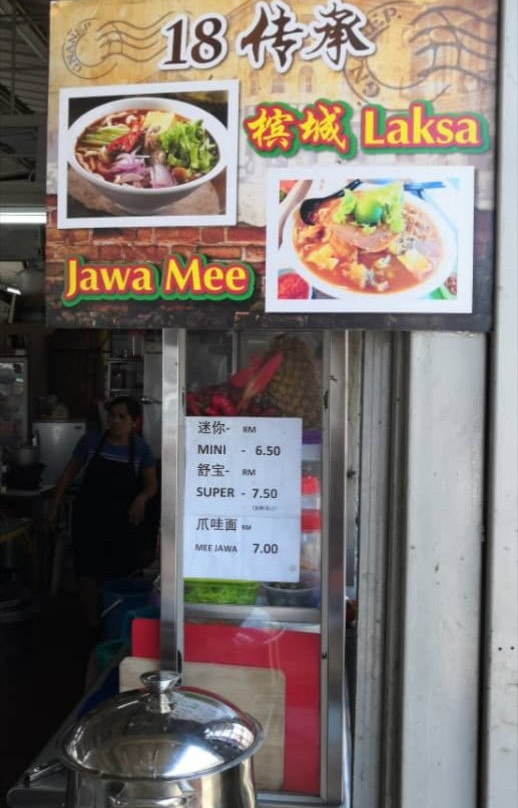 18 传承
槟城 Laksa
Jawa Mee
迷你- RM
MINI - 6.50
舒宝- RM
SUPER - 7.50
爪哇面 RM
MEE JAWA 7.00